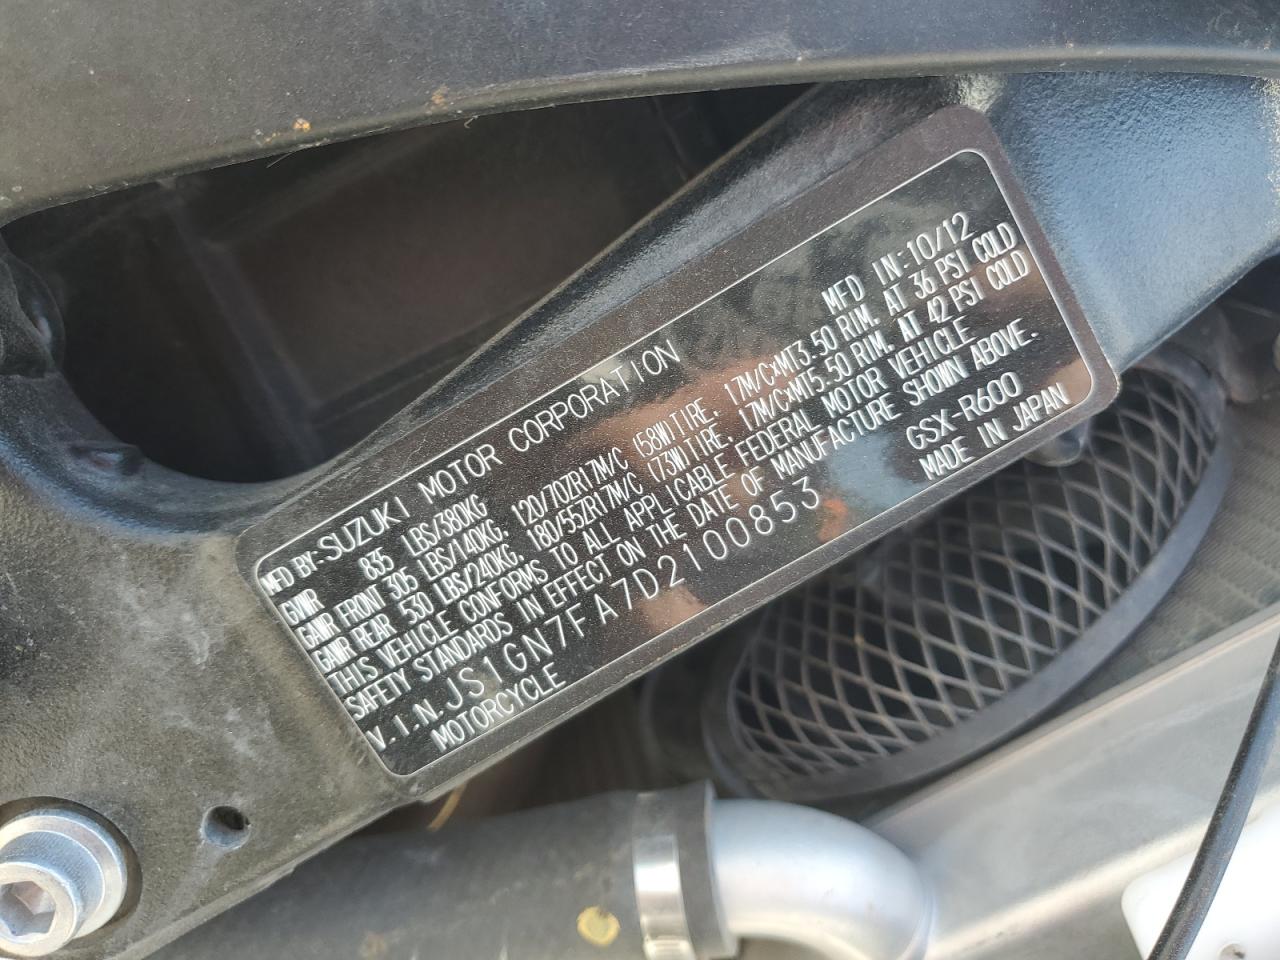 MFD BY:SUZUKI MOTOR CORPORATION MFD IN:10/12
GVWR 835 LBS/380KG
GAWR FRONT 305 LBS/140KG, 120/70ZR17M/C (58W)TIRE, 17M/CxMT3.50 RIM, AT 36 PSI COLD
GAWR REAR 530 LBS/240KG, 180/55ZR17M/C (73W)TIRE, 17M/CxMT5.50 RIM, AT 42 PSI COLD
THIS VEHICLE CONFORMS TO ALL APPLICABLE FEDERAL MOTOR VEHICLE
SAFETY STANDARDS IN EFFECT ON THE DATE OF MANUFACTURE SHOWN ABOVE.
V.I.N. JS1GN7FA7D2100853 GSX-R600
MOTORCYCLE MADE IN JAPAN